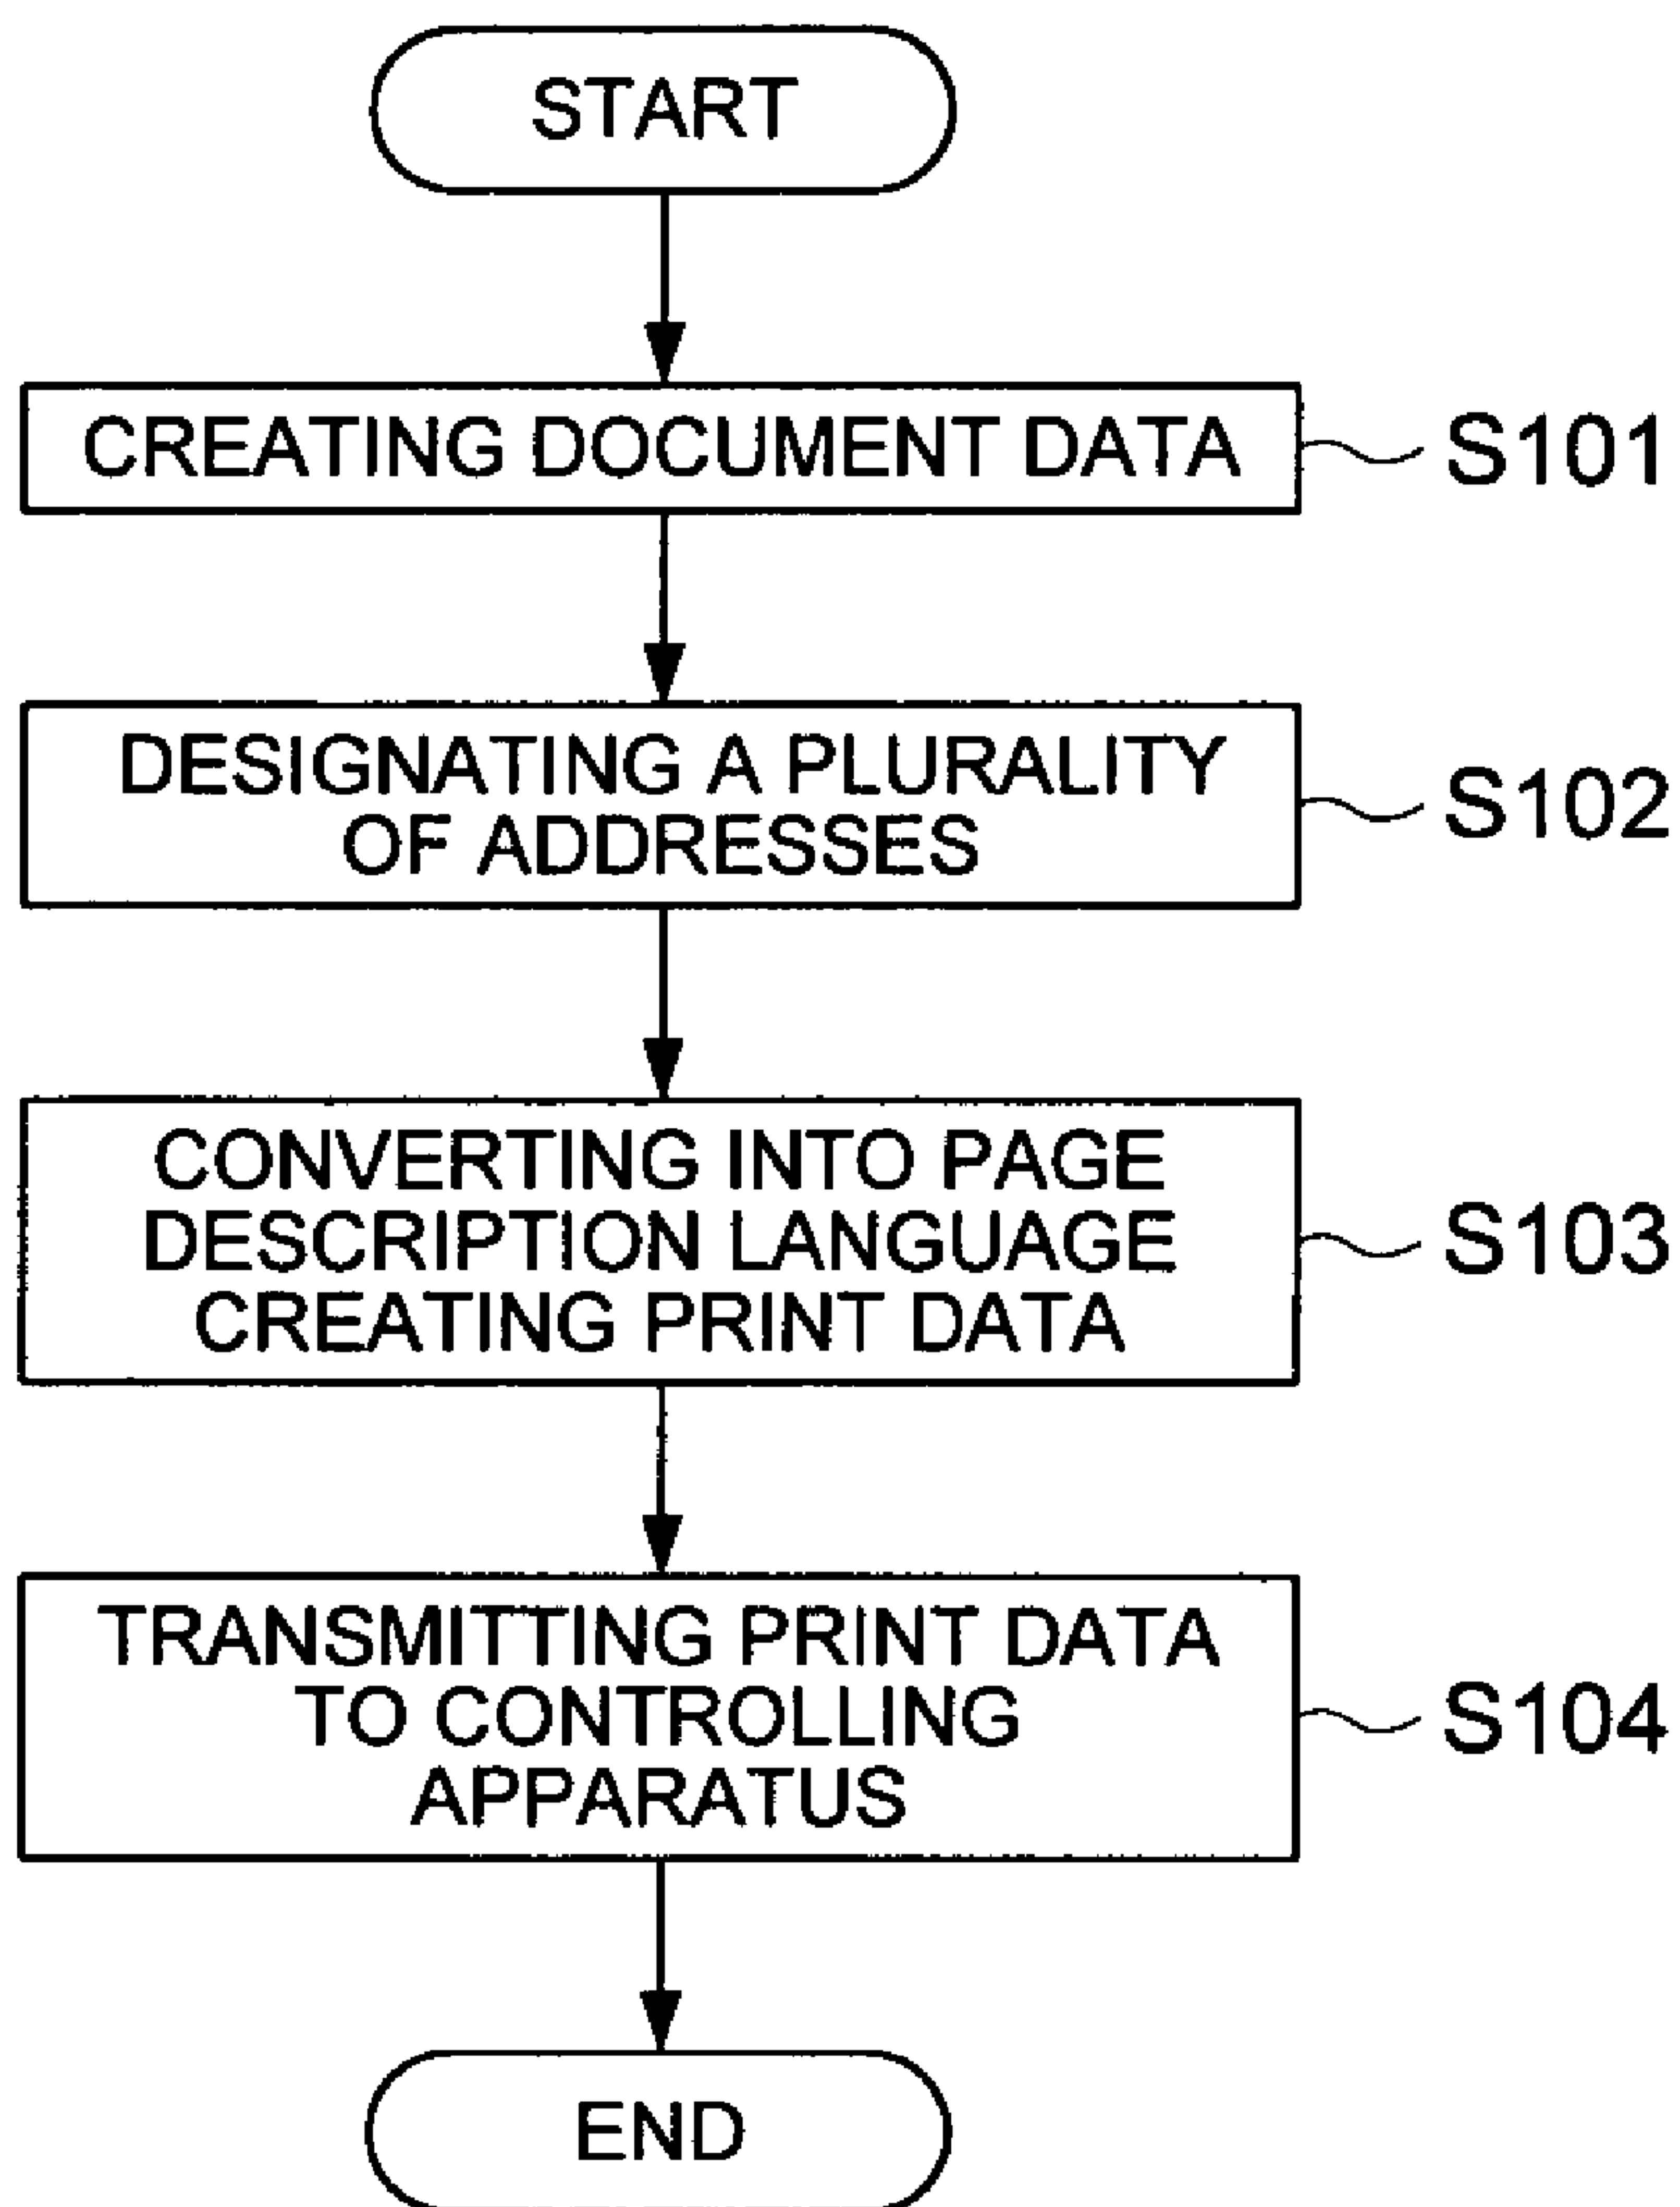 START
CREATING DOCUMENT DATA
S101
DESIGNATING A PLURALITY
OF ADDRESSES
S102
CONVERTING INTO PAGE
DESCRIPTION LANGUAGE
CREATING PRINT DATA
S103
TRANSMITTING PRINT DATA
TO CONTROLLING
APPARATUS
S104
END